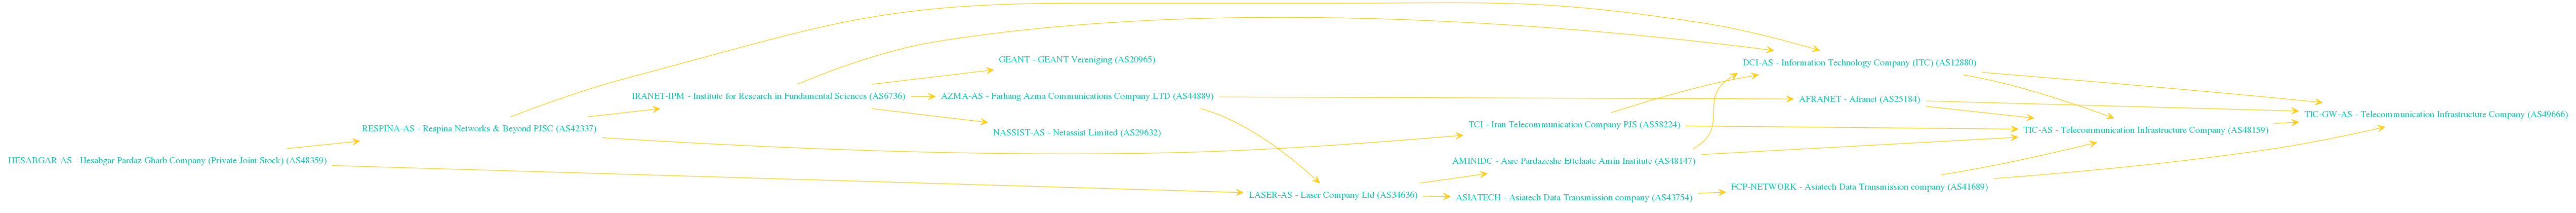 GEANT - GEANT Vereniging (AS20965)
DCI-AS - Information Technology Company (ITC) (AS12880)
IRANET-IPM - Institute for Research in Fundamental Sciences (AS6736)
AZMA-AS - Farhang Azma Communications Company LTD (AS44889)
AFRANET - Afranet (AS25184)
TIC-GW-AS - Telecommunication Infrastructure Company (AS49666)
RESPINA-AS - Respina Networks & Beyond PJSC (AS42337)
NASSIST-AS - Netassist Limited (AS29632)
TCI - Iran Telecommunication Company PJS (AS58224)
TIC-AS - Telecommunication Infrastructure Company (AS48159)
HESABGAR-AS - Hesabgar Pardaz Gharb Company (Private Joint Stock) (AS48359)
AMINIDC - Asre Pardazeshe Ettelaate Amin Institute (AS48147)
LASER-AS - Laser Company Ltd (AS34636)
ASIATECH - Asiatech Data Transmission company (AS43754)
FCP-NETWORK - Asiatech Data Transmission company (AS41689)